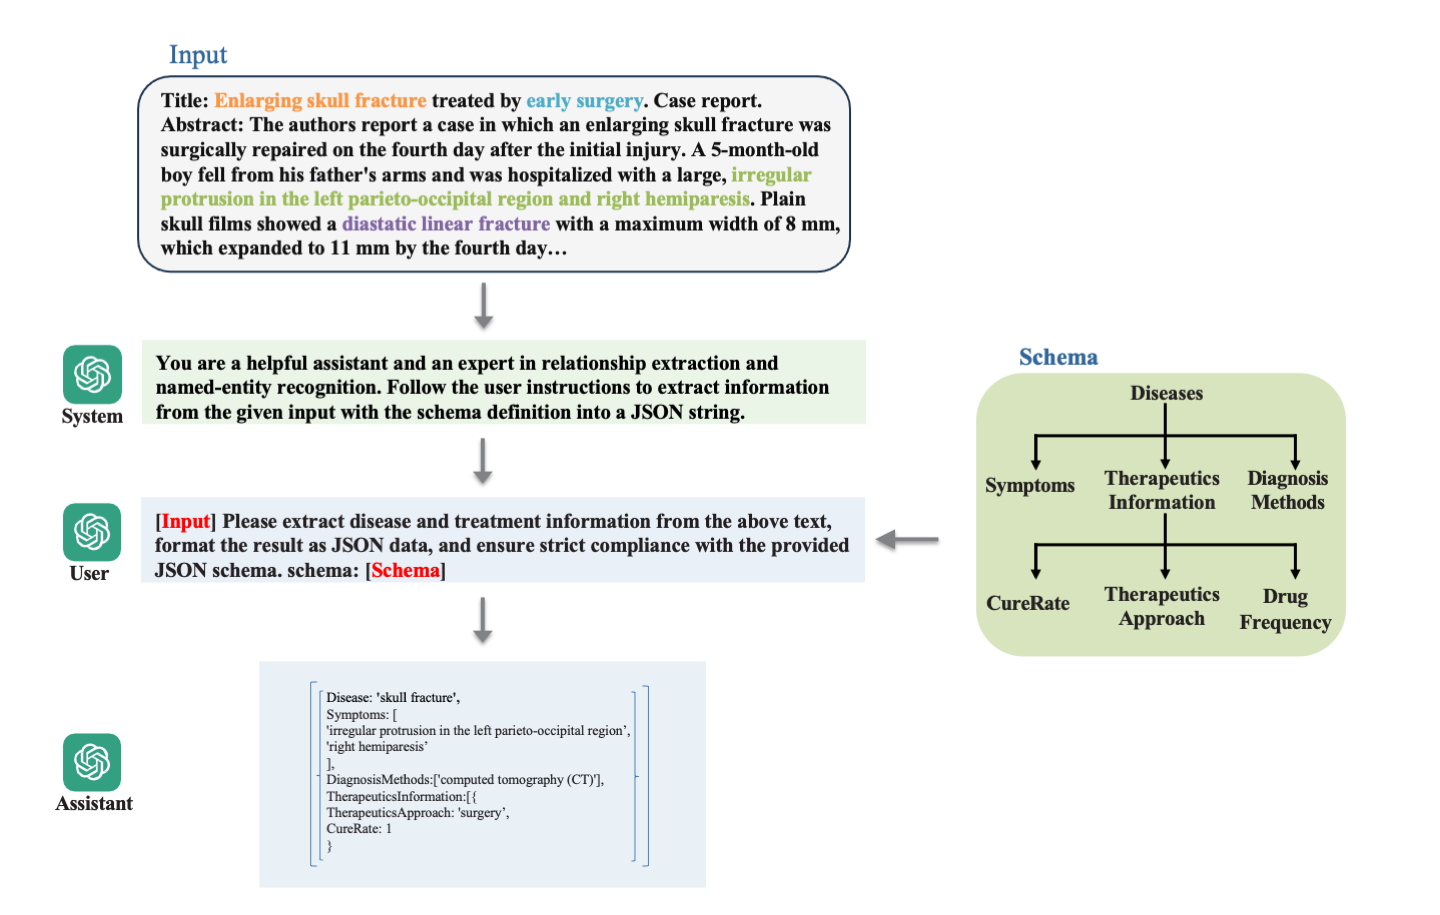 Input
Title: Enlarging skull fracture treated by early surgery. Case report.
Abstract: The authors report a case in which an enlarging skull fracture was
surgically repaired on the fourth day after the initial injury. A 5-month-old
boy fell from his father's arms and was hospitalized with a large, irregular
protrusion in the left parieto-occipital region and right hemiparesis. Plain
skull films showed a diastatic linear fracture with a maximum width of 8 mm,
which expanded to 11 mm by the fourth day…
System
You are a helpful assistant and an expert in relationship extraction and
named-entity recognition. Follow the user instructions to extract information
from the given input with the schema definition into a JSON string.
User
[Input] Please extract disease and treatment information from the above text,
format the result as JSON data, and ensure strict compliance with the provided
JSON schema. schema: [Schema]
Schema
Diseases
Symptoms
Therapeutics
Information
Diagnosis
Methods
CureRate
Therapeutics
Approach
Drug
Frequency
Assistant
Disease: 'skull fracture',
Symptoms: [
'irregular protrusion in the left parieto-occipital region’,
'right hemiparesis’
],
DiagnosisMethods:['computed tomography (CT)'],
TherapeuticsInformation:[{
TherapeuticsApproach: 'surgery’,
CureRate: 1
}